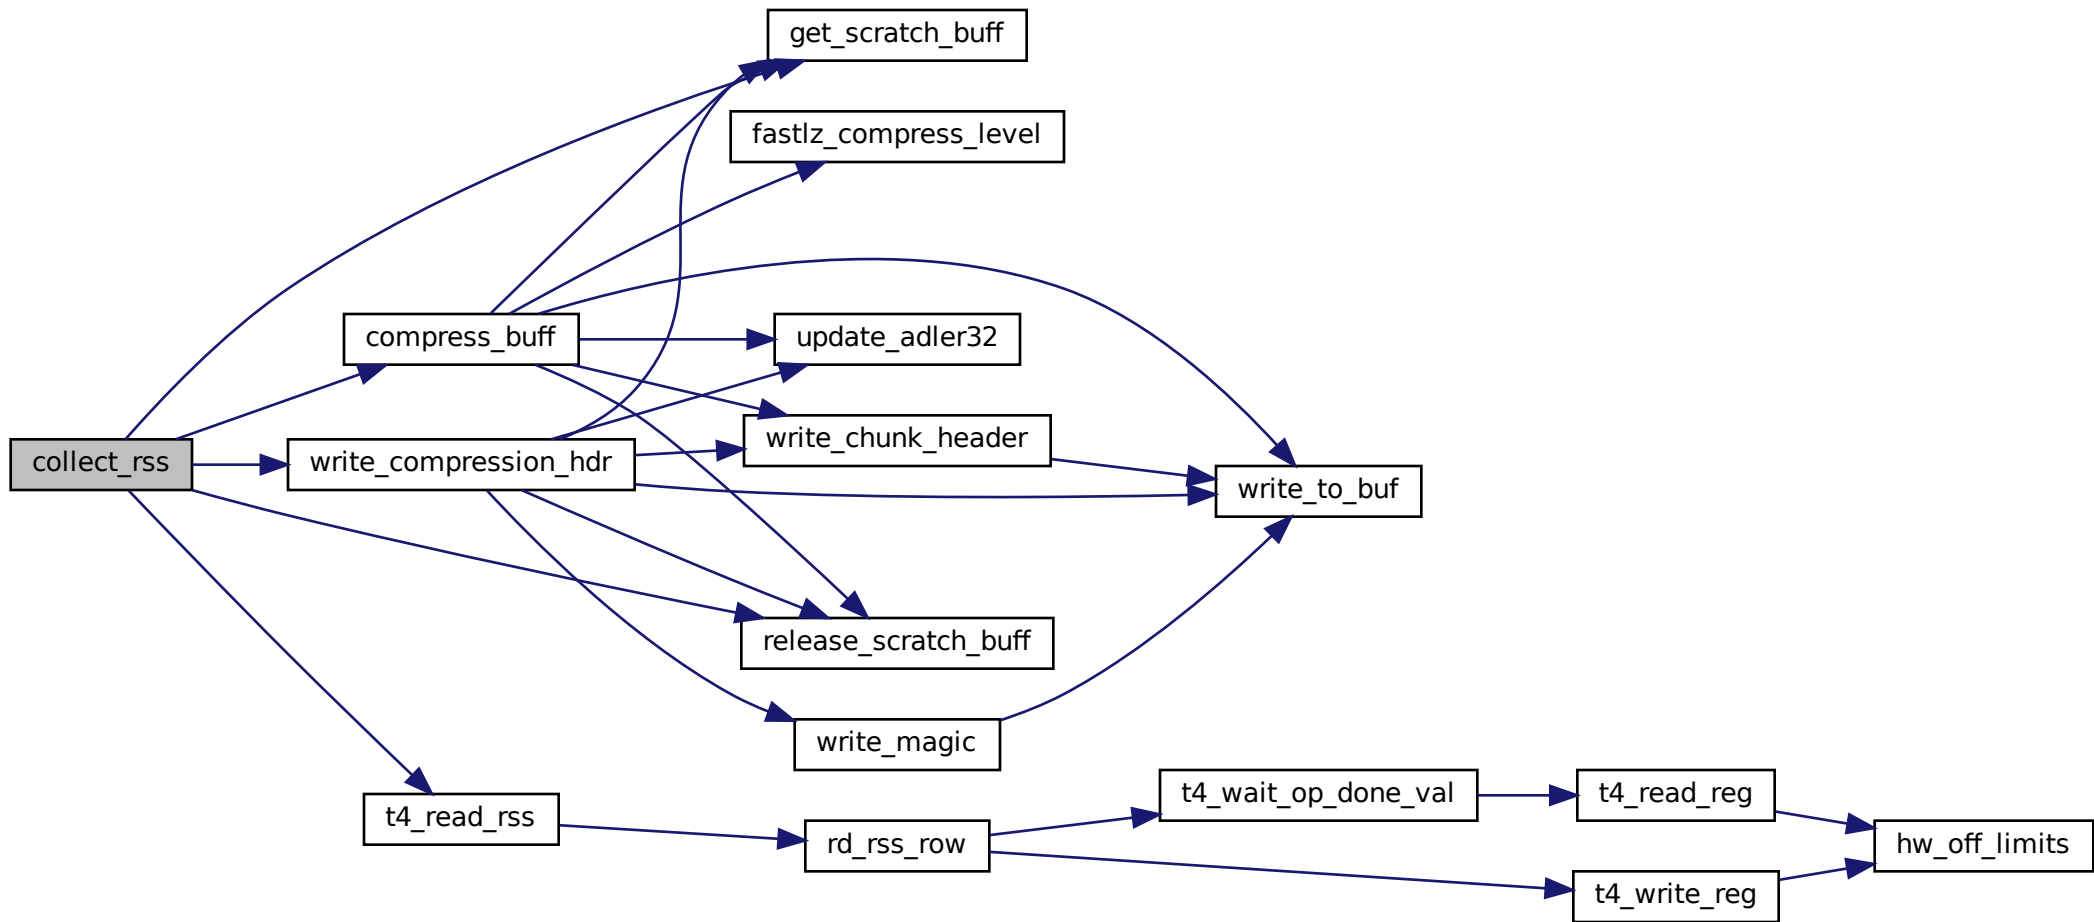 get_scratch_buff
fastlz_compress_level
compress_buff
update_adler32
write_chunk_header
collect_rss
write_compression_hdr
write_to_buf
release_scratch_buff
write_magic
t4_read_rss
t4_wait_op_done_val
t4_read_reg
rd_rss_row
hw_off_limits
t4_write_reg